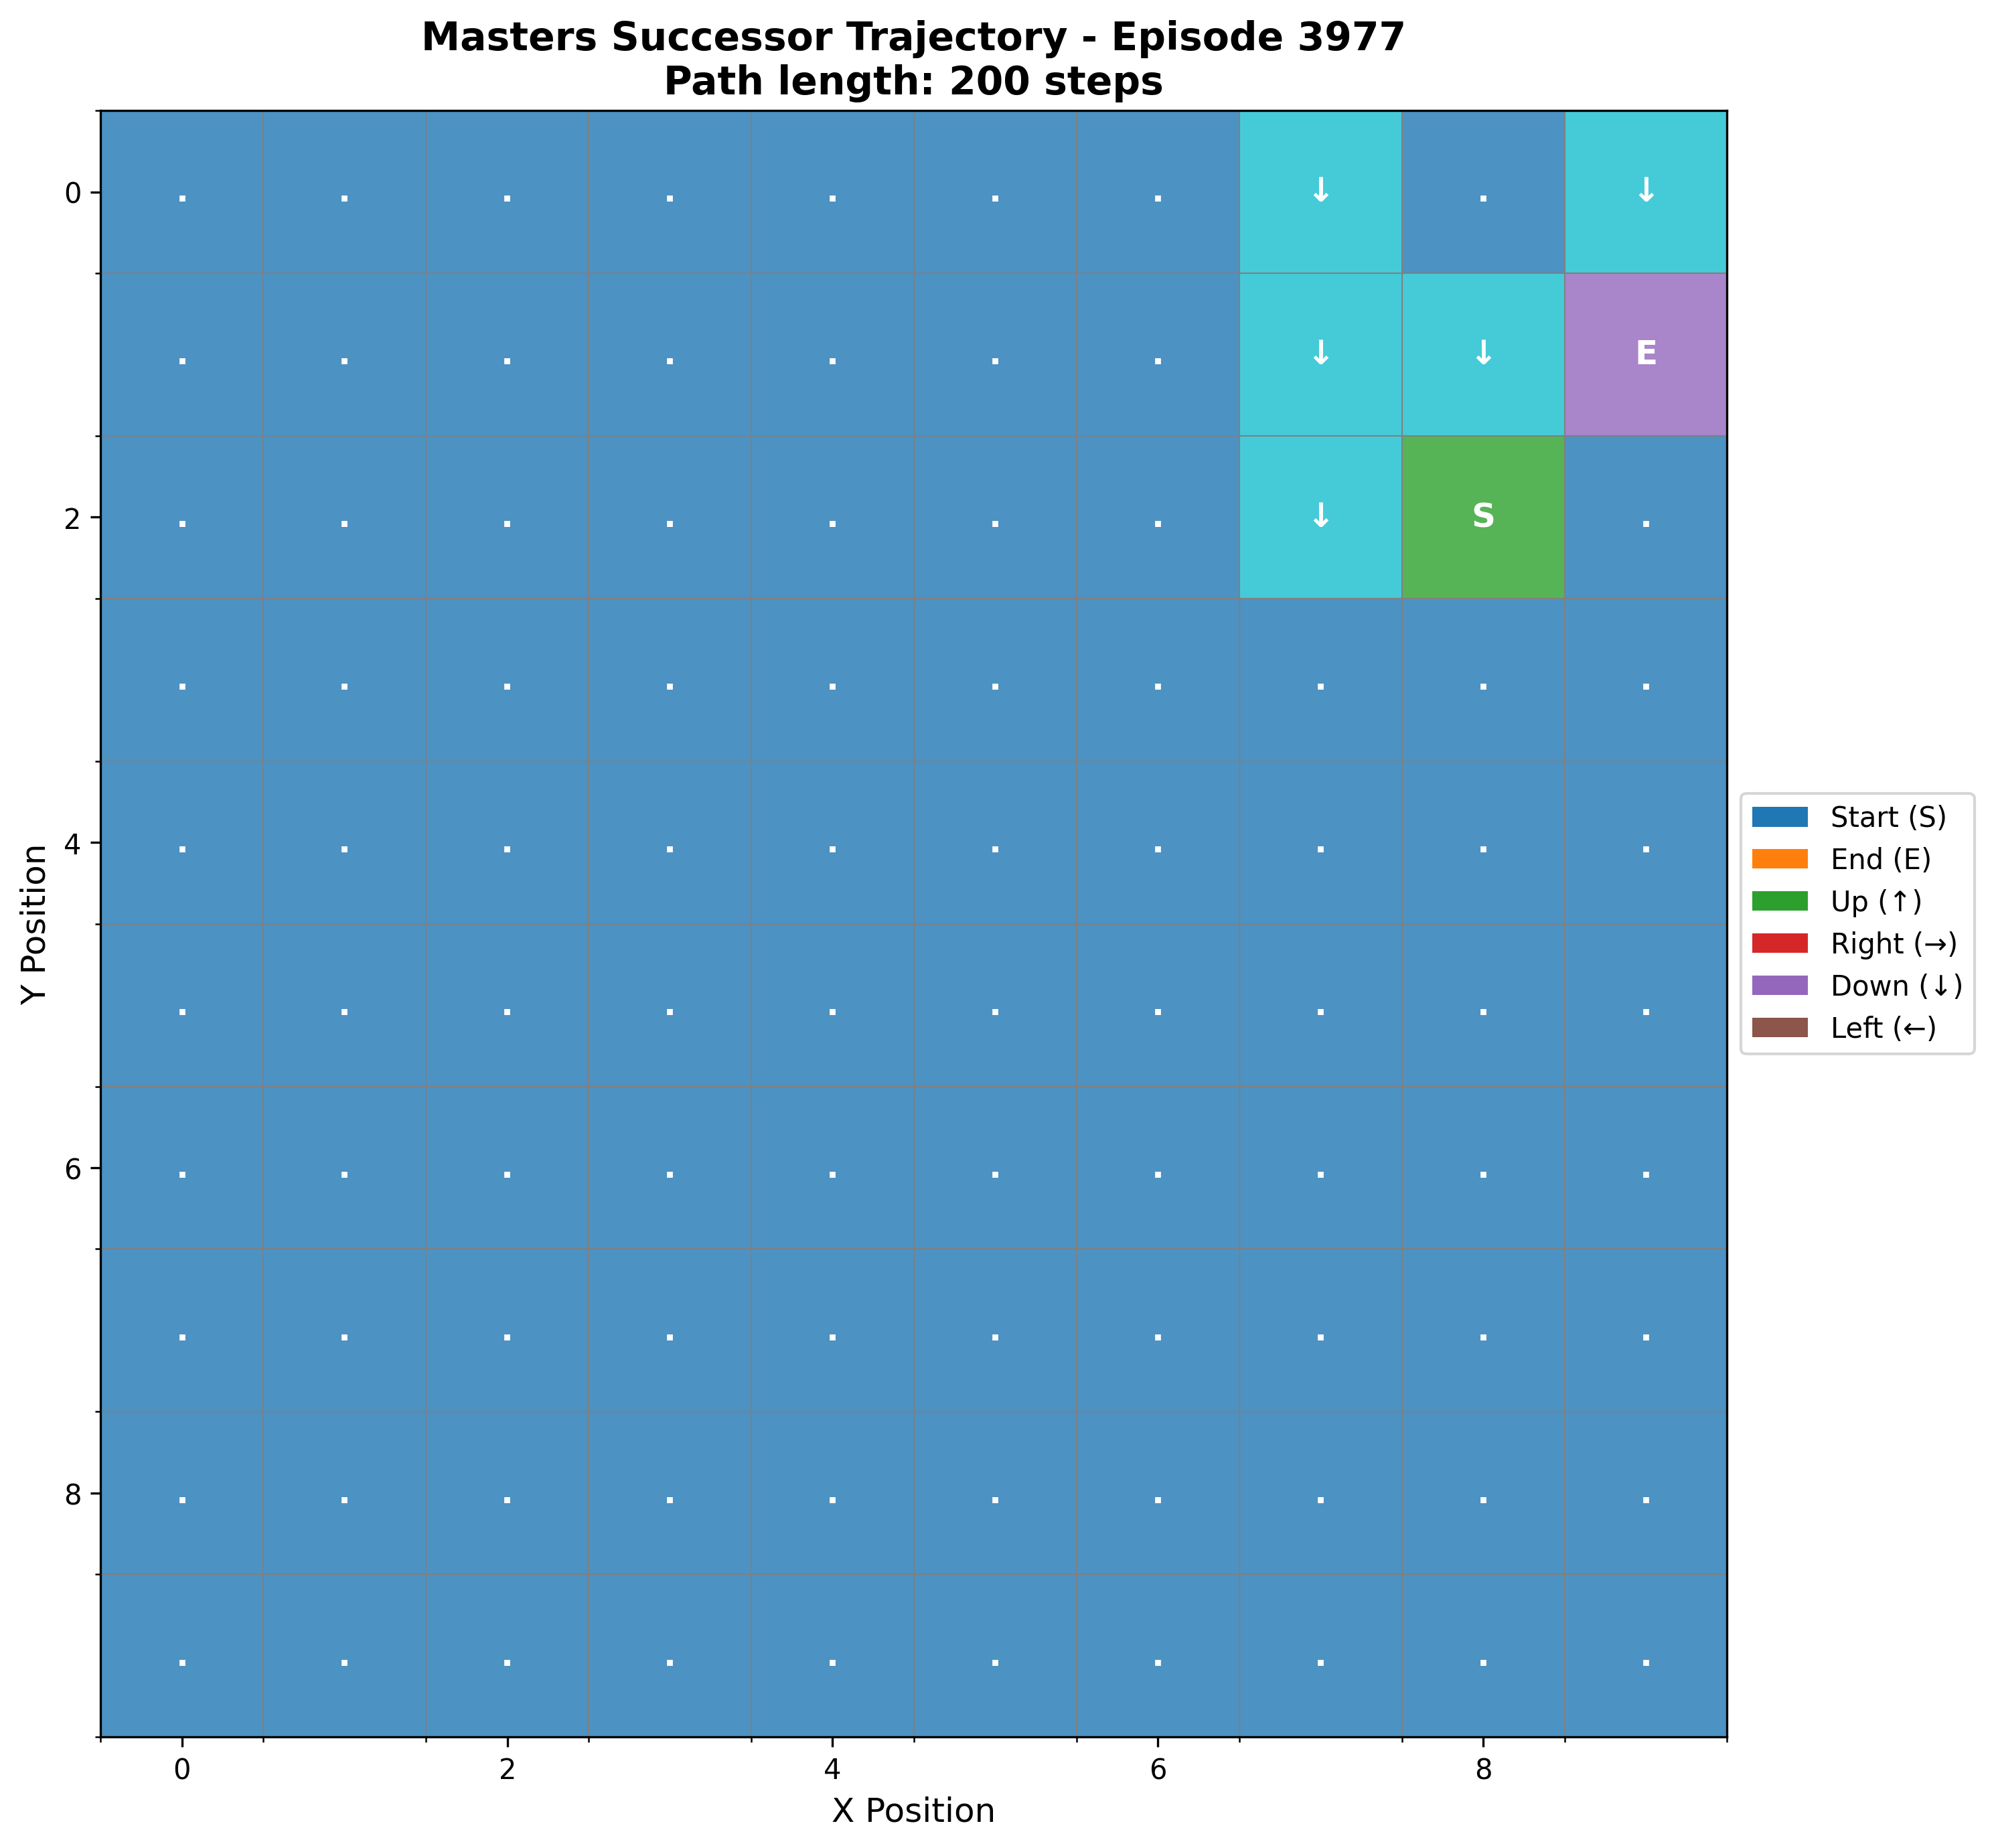 Masters Successor Trajectory - Episode 3977
Path length: 200 steps
0 ↓ ↓
↓ ↓ E
2 ↓ S
4
6
8
0 2 4 6 8
X Position
Y Position
Start (S)
End (E)
Up (↑)
Right (→)
Down (↓)
Left (←)